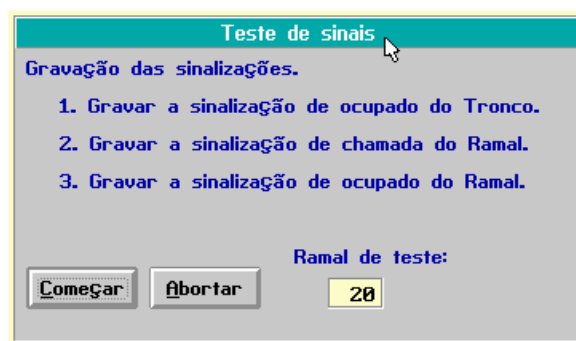 Teste de sinais
Gravação das sinalizações.
1. Gravar a sinalização de ocupado do Tronco.
2. Gravar a sinalização de chamada do Ramal.
3. Gravar a sinalização de ocupado do Ramal.
Ramal de teste:
Começar Abortar 20